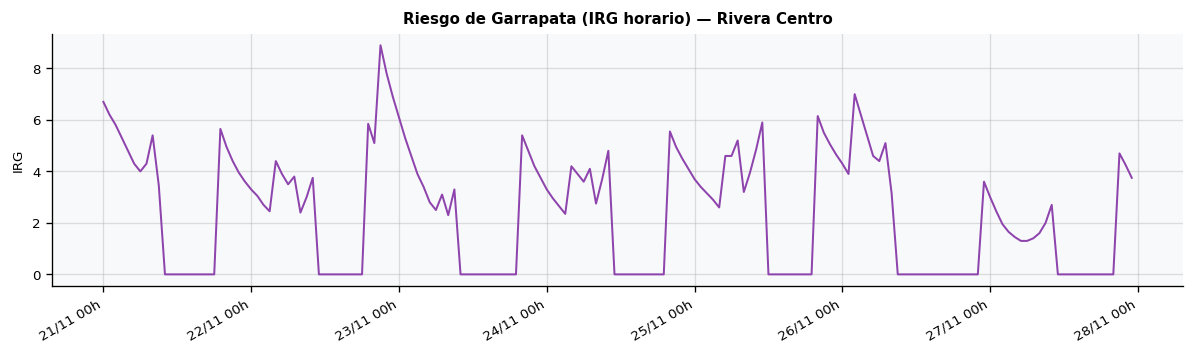 Riesgo de Garrapata (IRG horario) — Rivera Centro
IRG
8
6
4
2
0
21/11 00h
22/11 00h
23/11 00h
24/11 00h
25/11 00h
26/11 00h
27/11 00h
28/11 00h